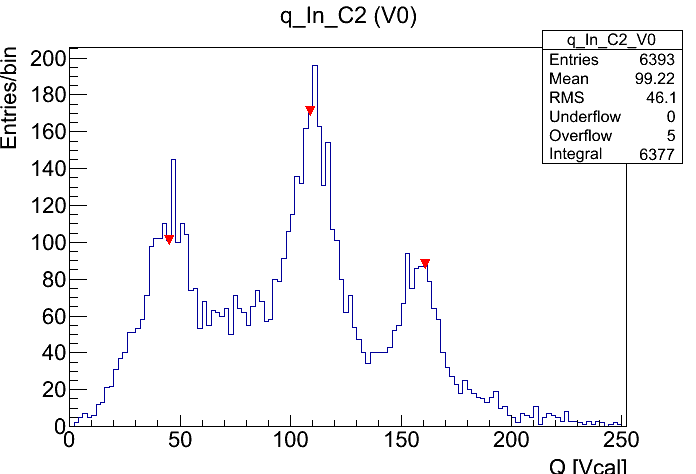 q_In_C2 (V0)
q_In_C2_V0
Entries 6393
Mean 99.22
RMS 46.1
Underflow 0
Overflow 5
Integral 6377
Entries/bin
200
180
160
140
120
100
80
60
40
20
0
0 50 100 150 200 250
Q [Vcal]